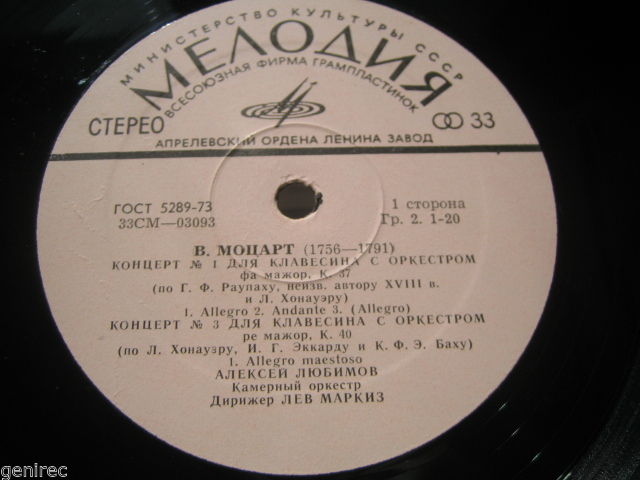 МИНИСТЕРСТВО КУЛЬТУРЫ СССР
МЕЛОДИЯ
ВСЕСОЮЗНАЯ ФИРМА ГРАМПЛАСТИНОК
СТЕРЕО
33
АПРЕЛЕВСКИЙ ОРДЕНА ЛЕНИНА ЗАВОД
ГОСТ 5289-73
1 сторона
33СМ—03093
Гр. 2. 1-20
В. МОЦАРТ (1756—1791)
КОНЦЕРТ № 1 ДЛЯ КЛАВЕСИНА С ОРКЕСТРОМ
фа мажор, К. 37
(по Г. Ф. Раупаху, неизв. автору XVIII в.
и Л. Хонауэру)
1. Allegro 2. Andante 3. (Allegro)
КОНЦЕРТ № 3 ДЛЯ КЛАВЕСИНА С ОРКЕСТРОМ
ре мажор, К. 40
(по Л. Хонауэру, И. Г. Эккарду и К. Ф. Э. Баху)
1. Allegro maestoso
АЛЕКСЕЙ ЛЮБИМОВ
Камерный оркестр
Дирижер ЛЕВ МАРКИЗ
genirec